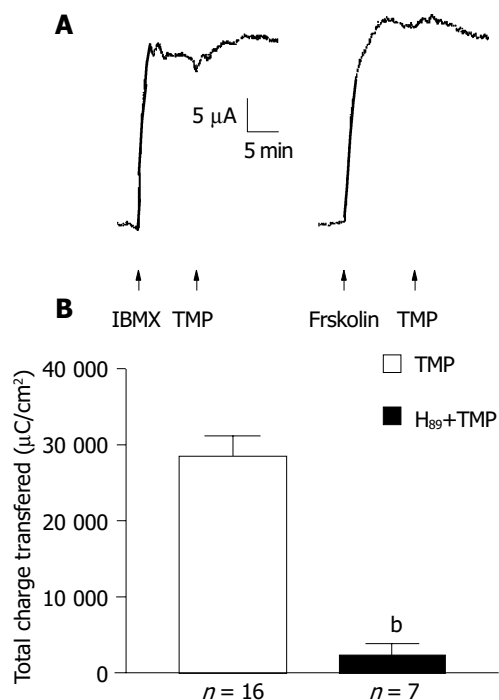 A
5 μA
5 min
IBMX TMP
Frskolin TMP
B
Total charge transfered (μC/cm²)
40 000
30 000
20 000
10 000
0
TMP
H₈₉+TMP
b
n = 16
n = 7